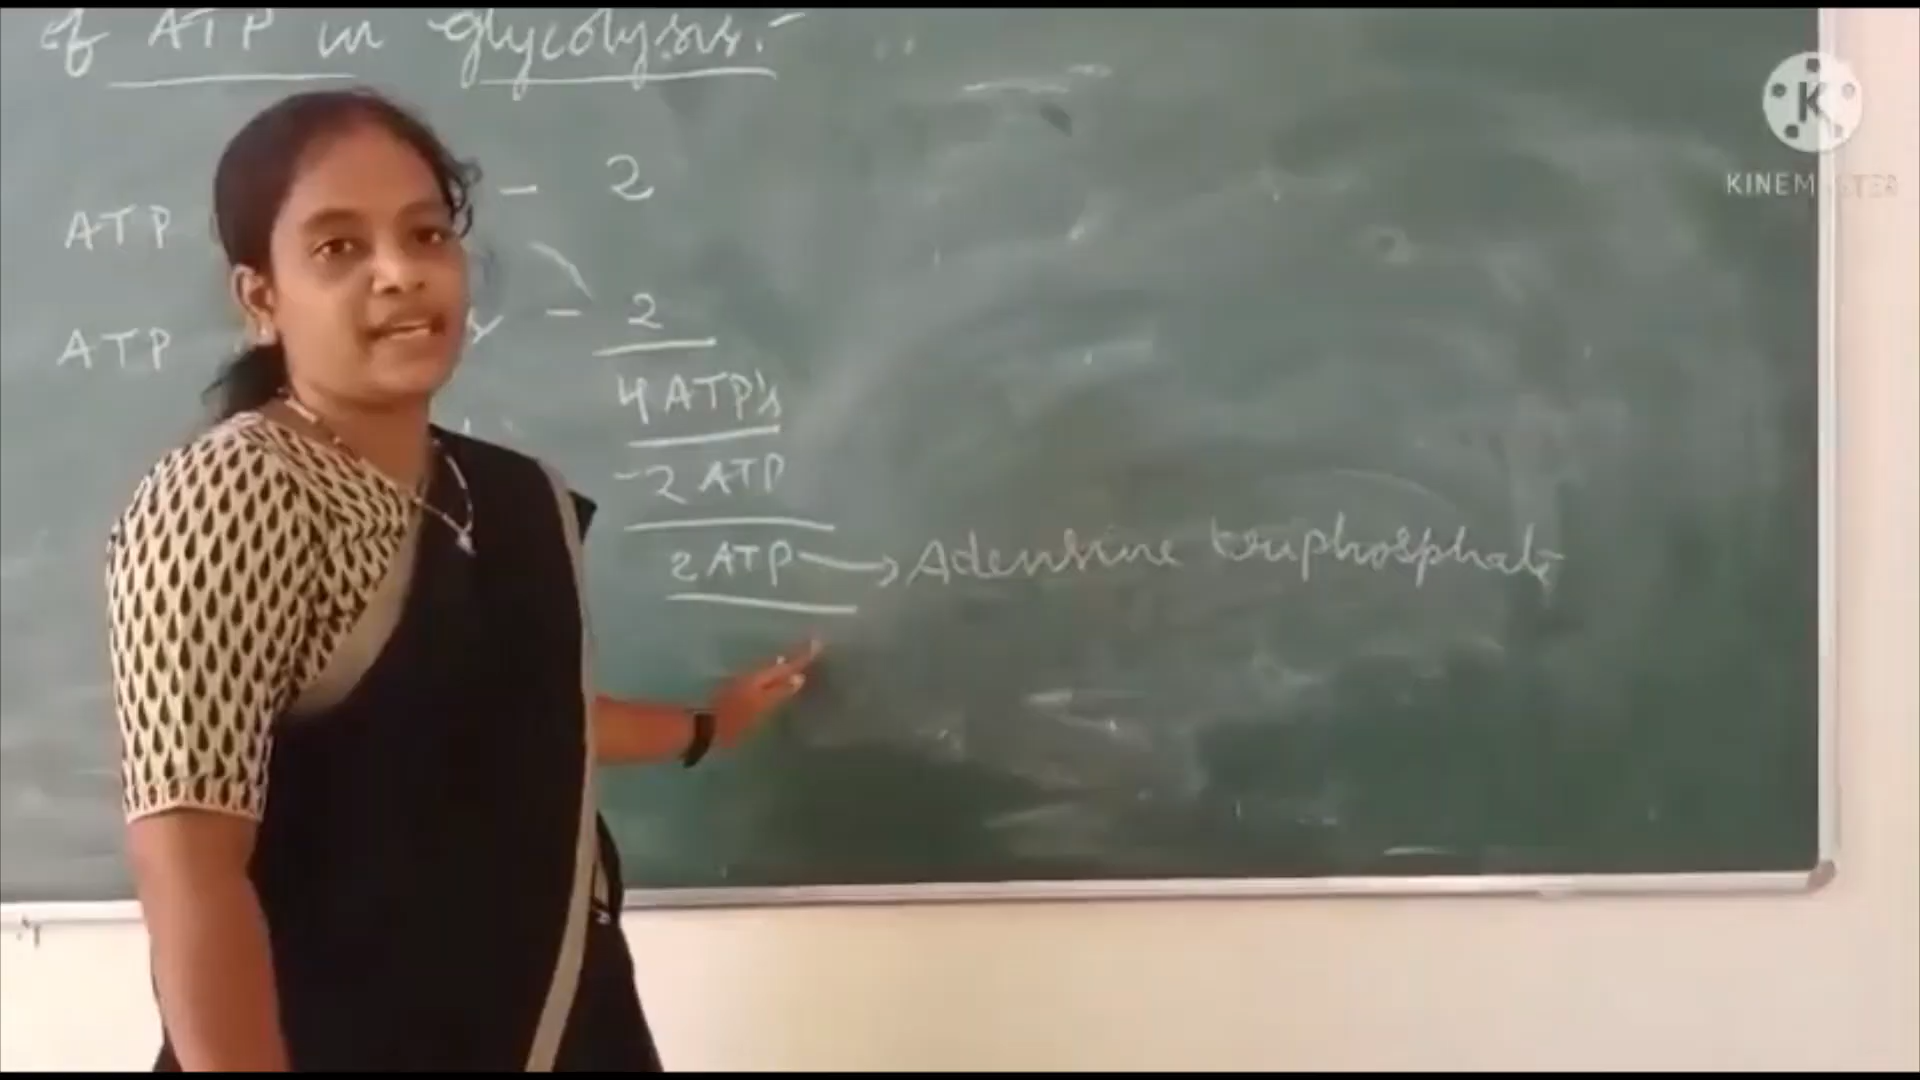 of ATP in glycolysis:-
ATP - 2
ATP - 2
4 ATP's
-2 ATP
2 ATP → Adenosine triphosphate
KINEMASTER